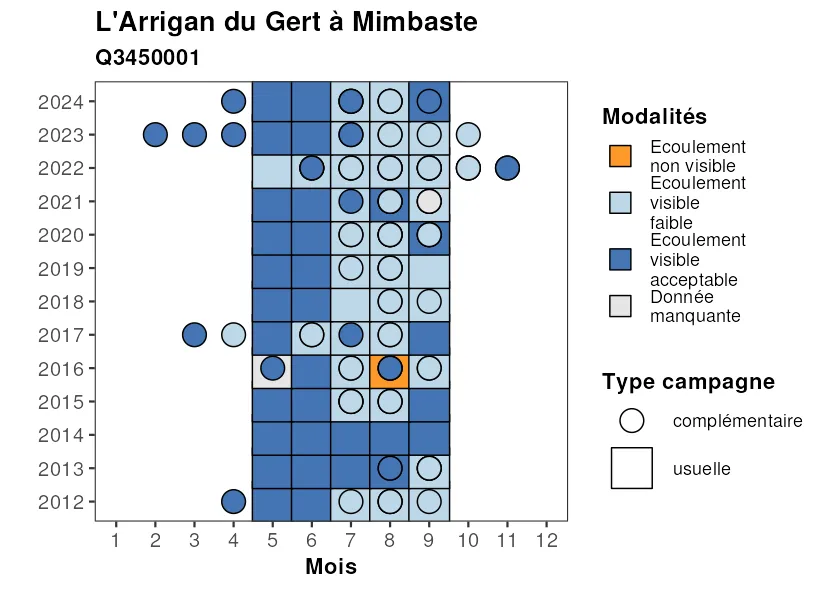 L'Arrigan du Gert à Mimbaste
Q3450001
2024
2023
2022
2021
2020
2019
2018
2017
2016
2015
2014
2013
2012
1 2 3 4 5 6 7 8 9 10 11 12
Mois
Modalités
Ecoulement
non visible
Ecoulement
visible
faible
Ecoulement
visible
acceptable
Donnée
manquante
Type campagne
complémentaire
usuelle